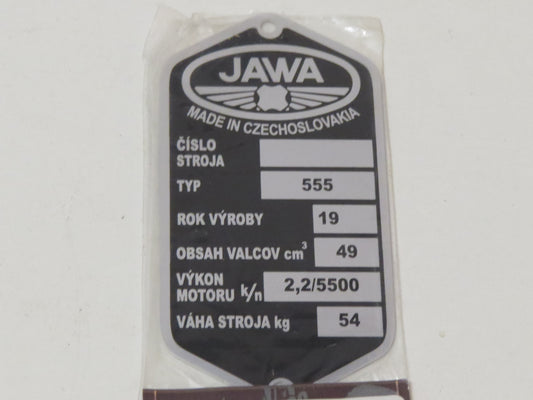 JAWA
MADE IN CZECHOSLOVAKIA
ČÍSLO
STROJA
TYP 555
ROK VÝROBY 19
OBSAH VALCOV cm³ 49
VÝKON
MOTORU k/n 2,2/5500
VÁHA STROJA kg 54